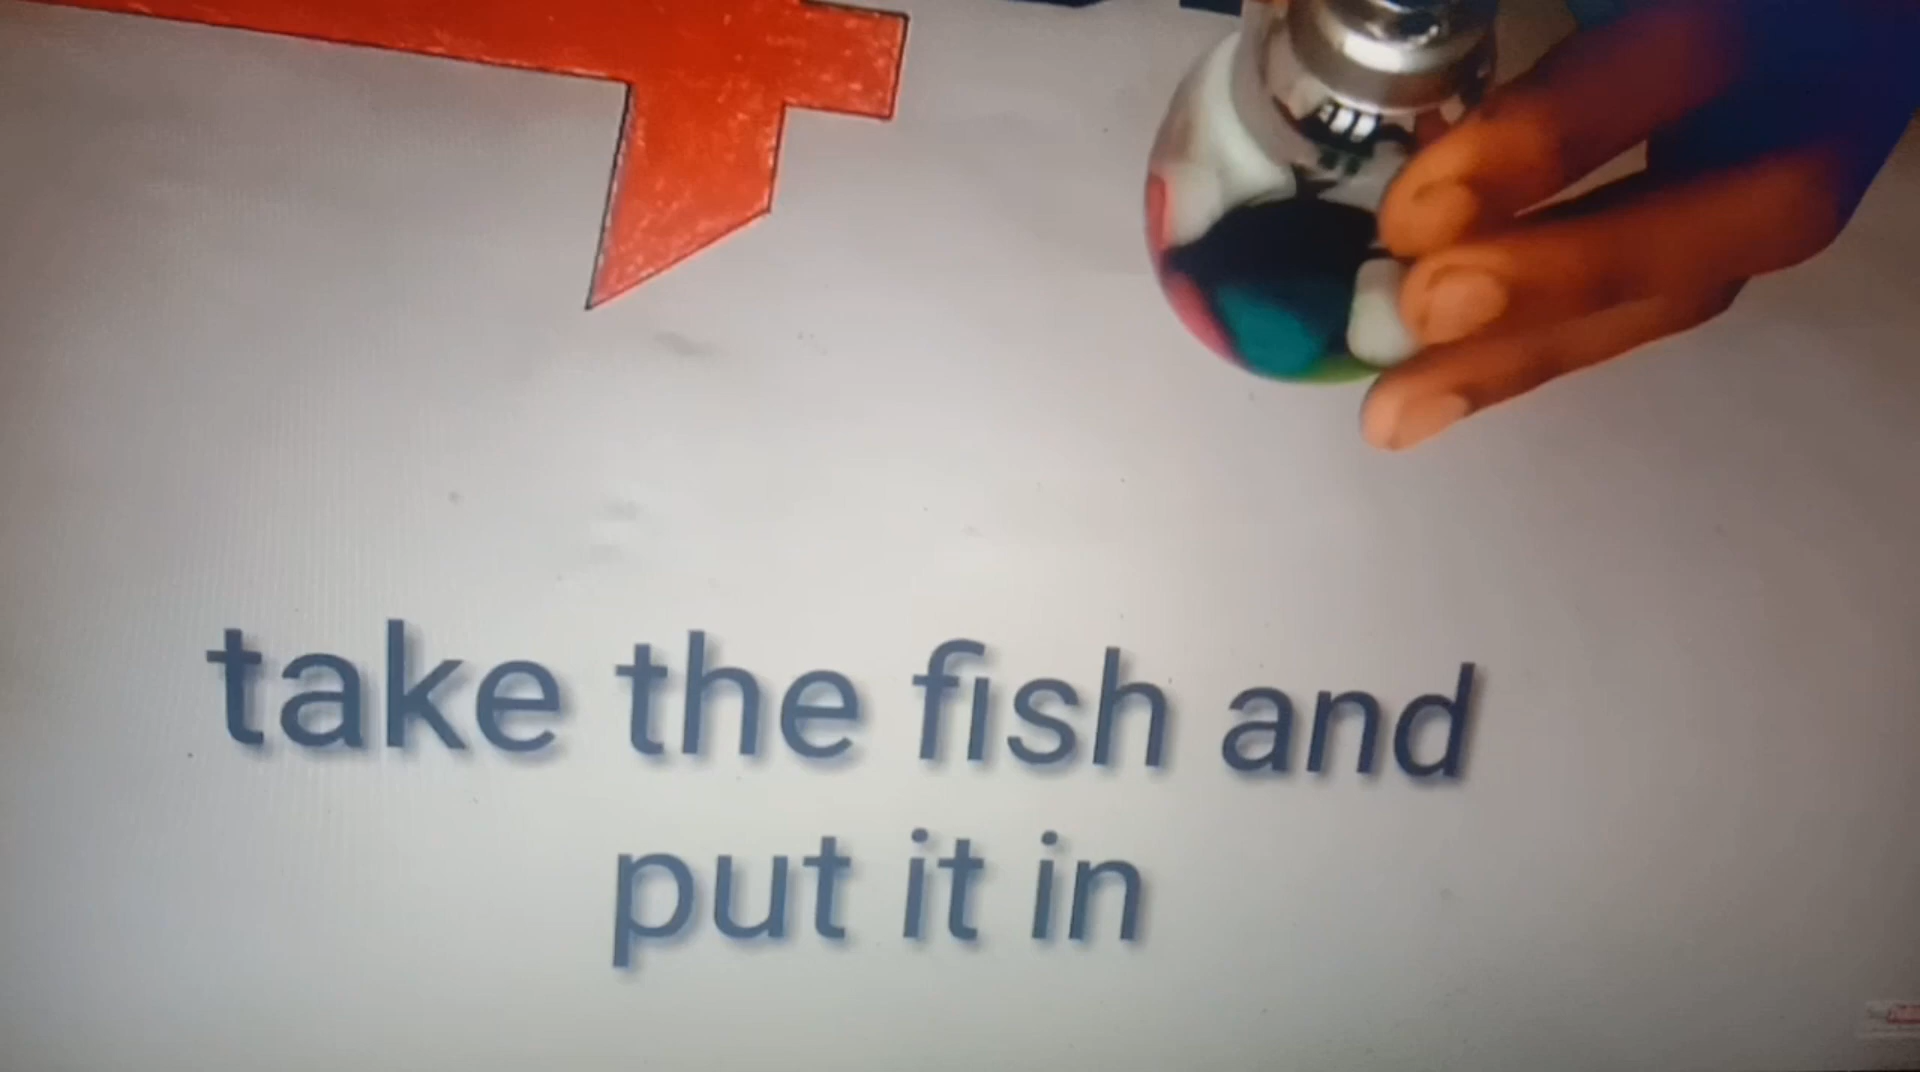 take the fish and
put it in